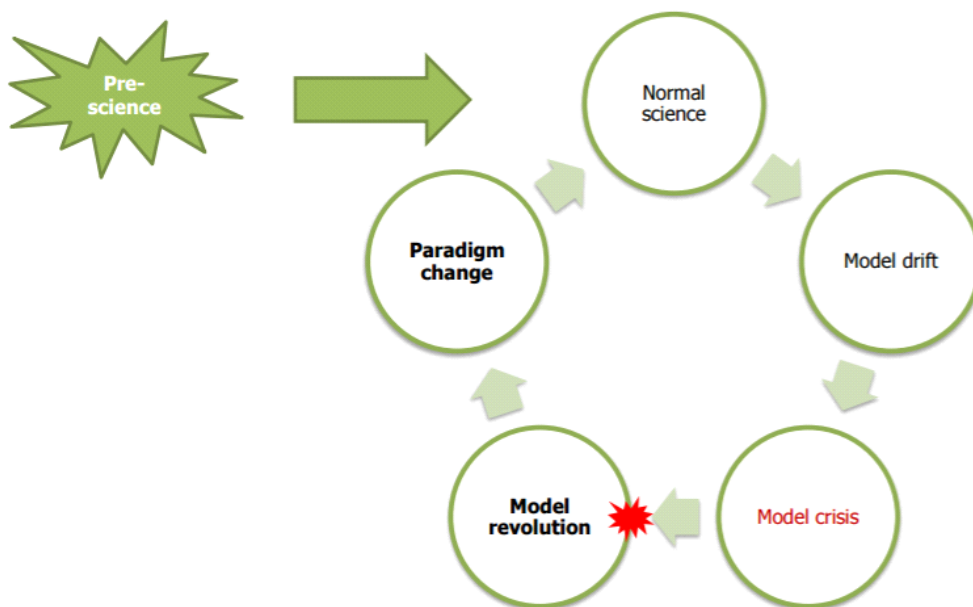 Pre-
science
Normal
science
Paradigm
change
Model drift
Model
revolution
Model crisis